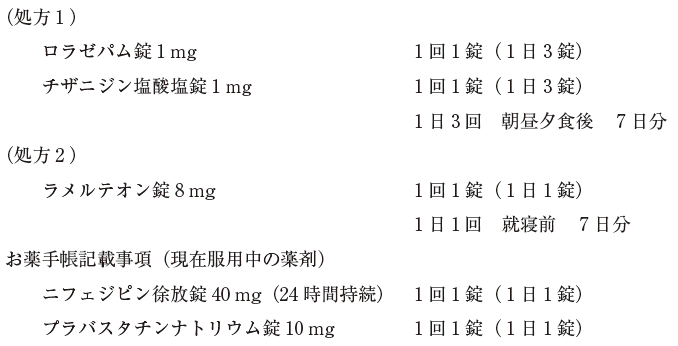 （処方１）
ロラゼパム錠１mg　１回１錠（１日３錠）
チザニジン塩酸塩錠１mg　１回１錠（１日３錠）
１日３回　朝昼夕食後　７日分
（処方２）
ラメルテオン錠８mg　１回１錠（１日１錠）
１日１回　就寝前　７日分
お薬手帳記載事項（現在服用中の薬剤）
ニフェジピン徐放錠 40 mg（24 時間持続）　１回１錠（１日１錠）
プラバスタチンナトリウム錠 10 mg　１回１錠（１日１錠）